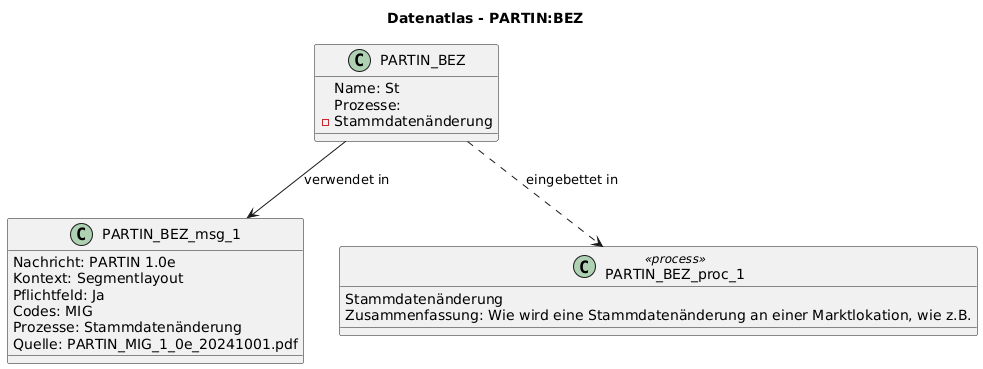 Datenatlas - PARTIN:BEZ
C PARTIN_BEZ
Name: St
Prozesse:
Stammdatenänderung
verwendet in
eingebettet in
C PARTIN_BEZ_msg_1
Nachricht: PARTIN 1.0e
Kontext: Segmentlayout
Pflichtfeld: Ja
Codes: MIG
Prozesse: Stammdatenänderung
Quelle: PARTIN_MIG_1_0e_20241001.pdf
«process»
C PARTIN_BEZ_proc_1
Stammdatenänderung
Zusammenfassung: Wie wird eine Stammdatenänderung an einer Marktlokation, wie z.B.